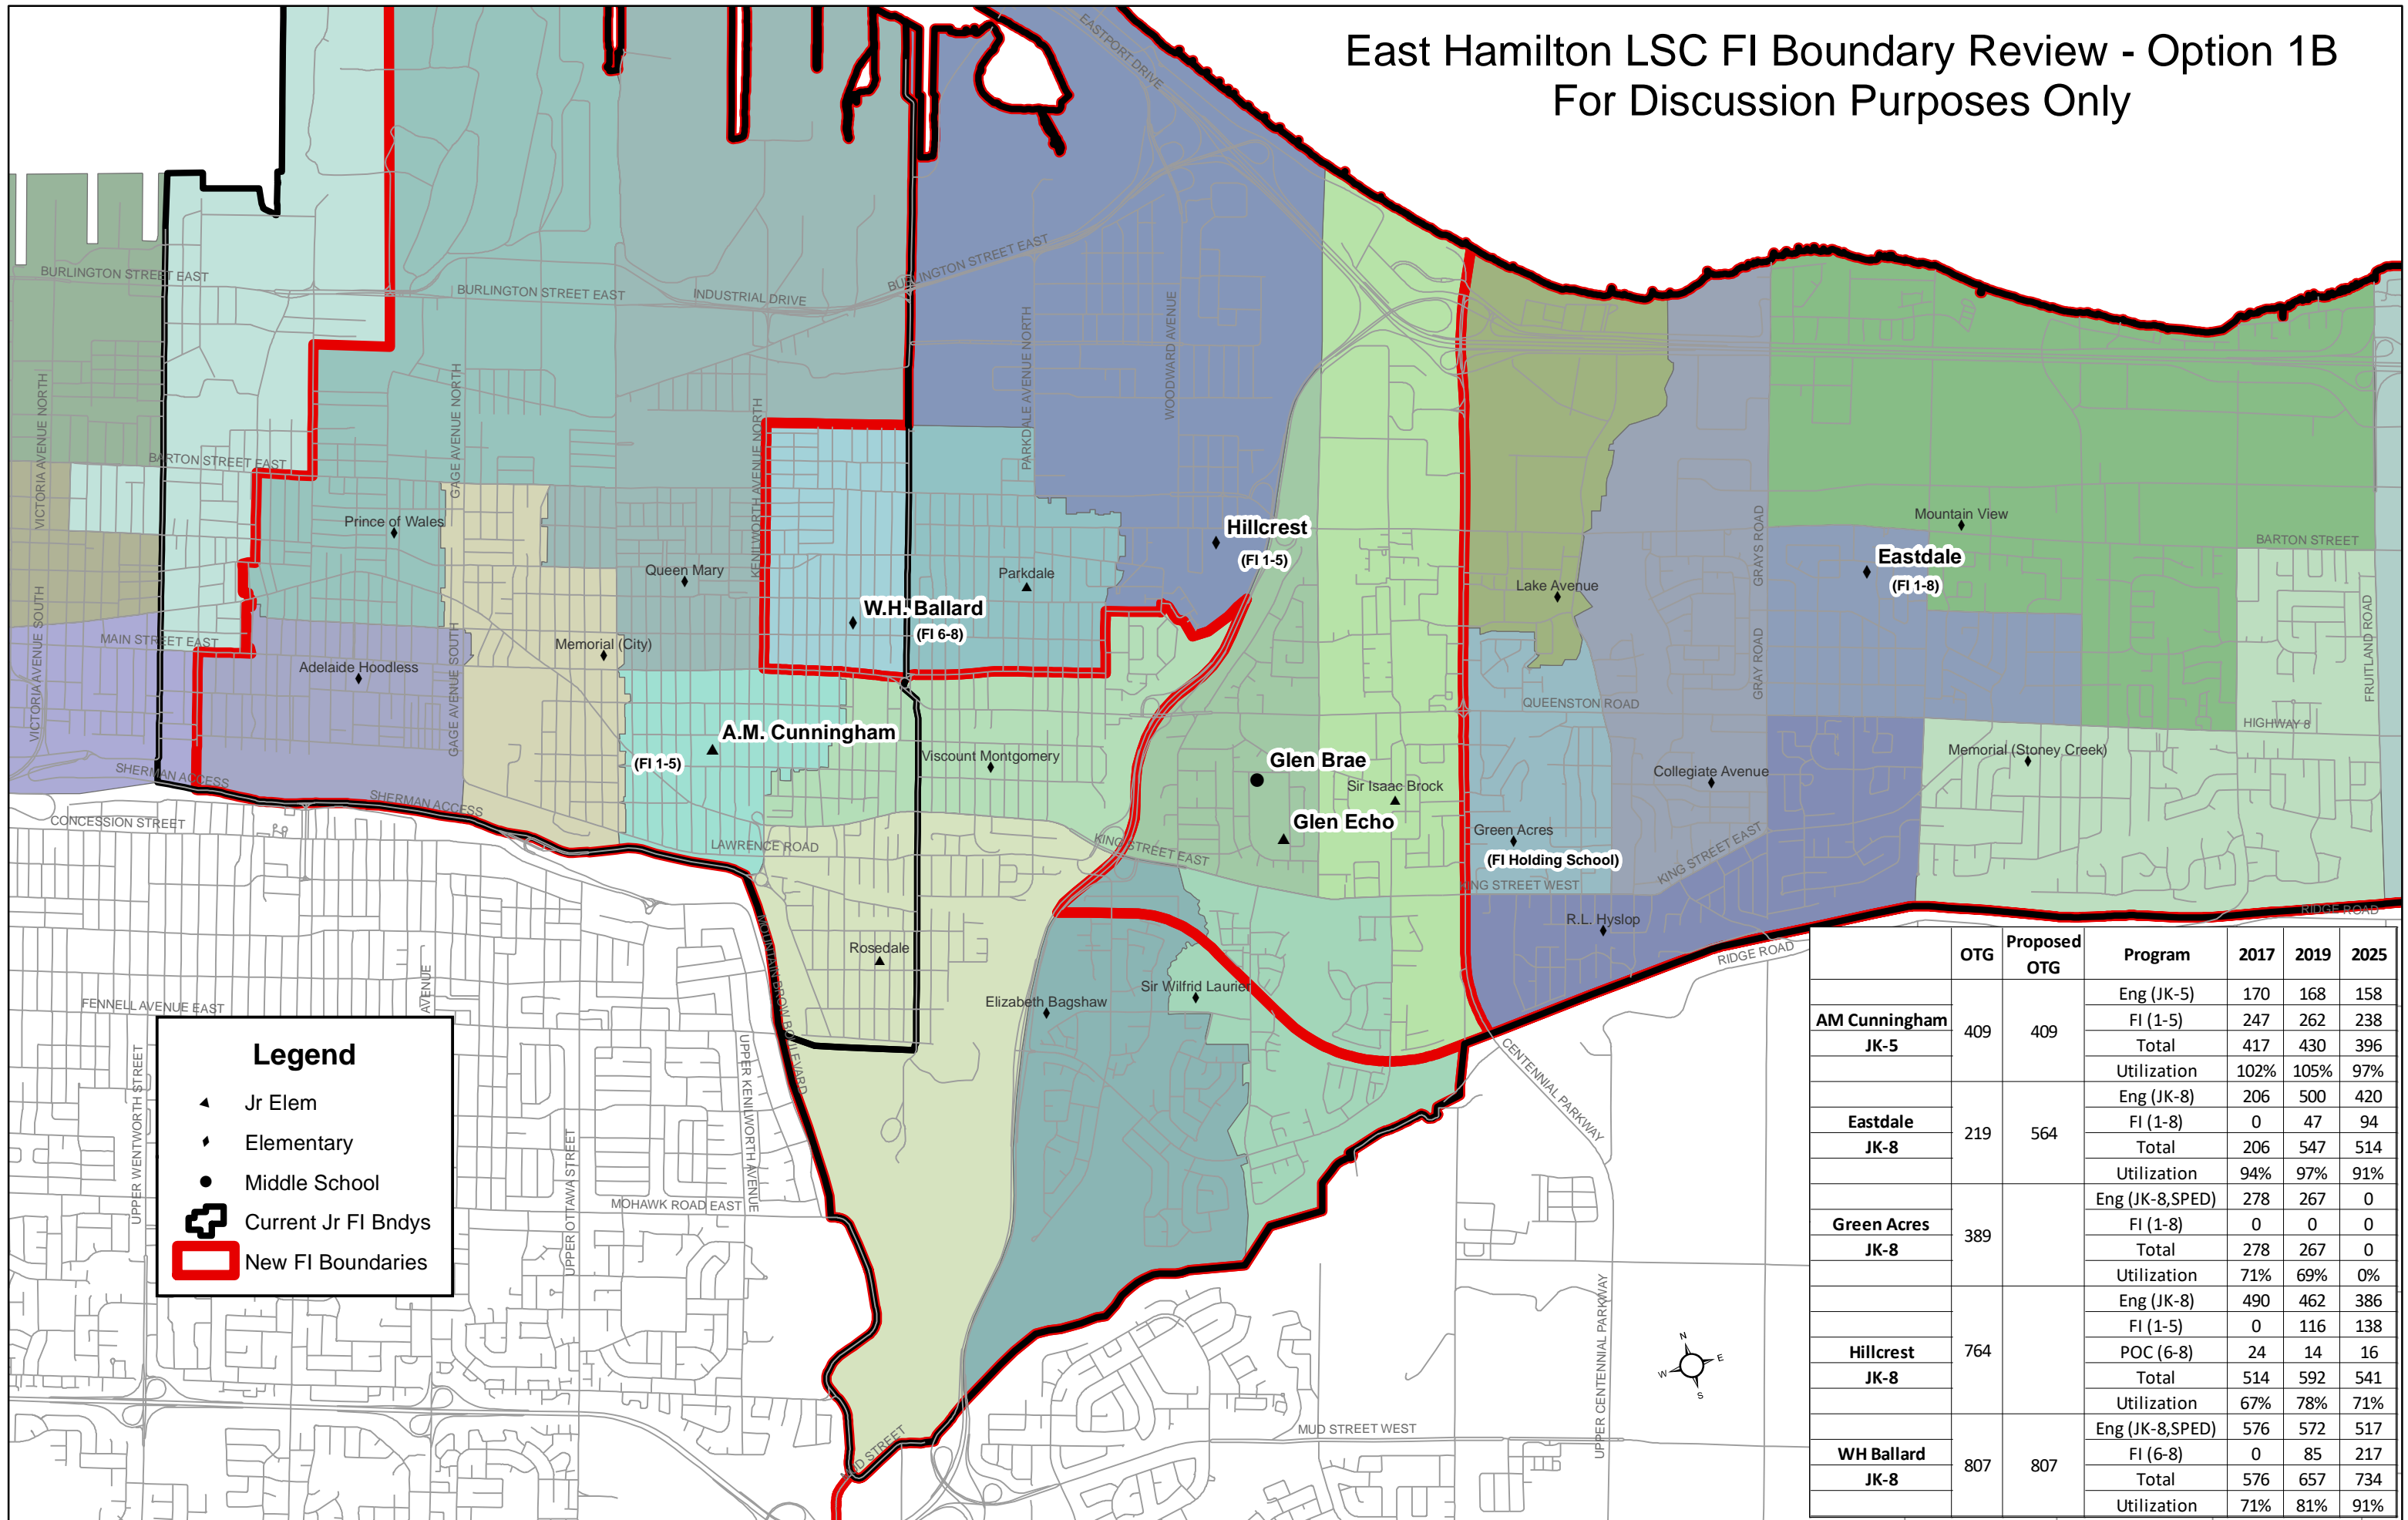 East Hamilton LSC FI Boundary Review - Option 1B
For Discussion Purposes Only
EASTPORT DRIVE
BURLINGTON STREET EAST
BURLINGTON STREET EAST
INDUSTRIAL DRIVE
BURLINGTON STREET EAST
PARKDALE AVENUE NORTH
WOODWARD AVENUE
VICTORIA AVENUE NORTH
GAGE AVENUE NORTH
KENILWORTH AVENUE NORTH
BARTON STREET EAST
Prince of Wales
Queen Mary
Parkdale
Hillcrest
(FI 1-5)
Mountain View
BARTON STREET
Eastdale
(FI 1-8)
Lake Avenue
GRAYS ROAD
W.H. Ballard
(FI 6-8)
VICTORIA AVENUE SOUTH
MAIN STREET EAST
Memorial (City)
Adelaide Hoodless
GAGE AVENUE SOUTH
GRAY ROAD
FRUITLAND ROAD
QUEENSTON ROAD
HIGHWAY 8
A.M. Cunningham
(FI 1-5)
Viscount Montgomery
Glen Brae
Sir Isaac Brock
Collegiate Avenue
Memorial (Stoney Creek)
SHERMAN ACCESS
SHERMAN ACCESS
CONCESSION STREET
LAWRENCE ROAD
KING STREET EAST
Glen Echo
Green Acres
(FI Holding School)
KING STREET EAST
KING STREET WEST
R.L. Hyslop
RIDGE ROAD
RIDGE ROAD
Rosedale
MOUNTAIN BROW BOULEVARD
Elizabeth Bagshaw
Sir Wilfrid Laurier
FENNELL AVENUE EAST
AVENUE
UPPER WENTWORTH STREET
UPPER OTTAWA STREET
UPPER KENILWORTH AVENUE
MOHAWK ROAD EAST
CENTENNIAL PARKWAY
UPPER CENTENNIAL PARKWAY
MUD STREET
MUD STREET WEST
N
W
E
S
Legend
Jr Elem
Elementary
Middle School
Current Jr FI Bndys
New FI Boundaries
OTG Proposed OTG Program 2017 2019 2025
AM Cunningham JK-5 409 409
Eng (JK-5) 170 168 158
FI (1-5) 247 262 238
Total 417 430 396
Utilization 102% 105% 97%
Eastdale JK-8 219 564
Eng (JK-8) 206 500 420
FI (1-8) 0 47 94
Total 206 547 514
Utilization 94% 97% 91%
Green Acres JK-8 389
Eng (JK-8,SPED) 278 267 0
FI (1-8) 0 0 0
Total 278 267 0
Utilization 71% 69% 0%
Hillcrest JK-8 764
Eng (JK-8) 490 462 386
FI (1-5) 0 116 138
POC (6-8) 24 14 16
Total 514 592 541
Utilization 67% 78% 71%
WH Ballard JK-8 807 807
Eng (JK-8,SPED) 576 572 517
FI (6-8) 0 85 217
Total 576 657 734
Utilization 71% 81% 91%